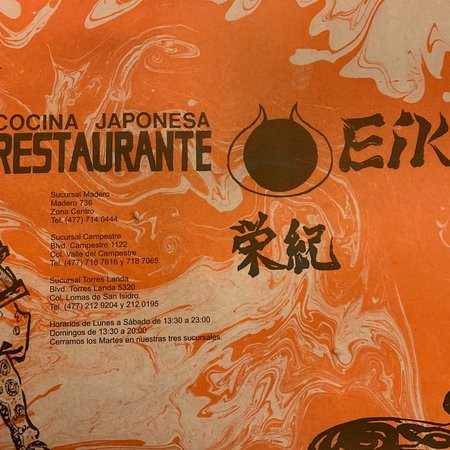 COCINA JAPONESA
RESTAURANTE
EiK
栄紀
Sucursal Madero
Madero 736
Zona Centro
Tel. (477) 714 0444
Sucursal Campestre
Blvd. Campestre 1122
Col. Valle del Campestre
Tel. (477) 718 7616 y 718 7065
Sucursal Torres Landa
Blvd. Torres Landa 5320
Col. Lomas de San Isidro
Tel. (477) 212 9204 y 212 0195
Horarios de Lunes a Sábado de 13:30 a 23:00
Domingos de 13:30 a 20:00
Cerramos los Martes en nuestras tres sucursales.